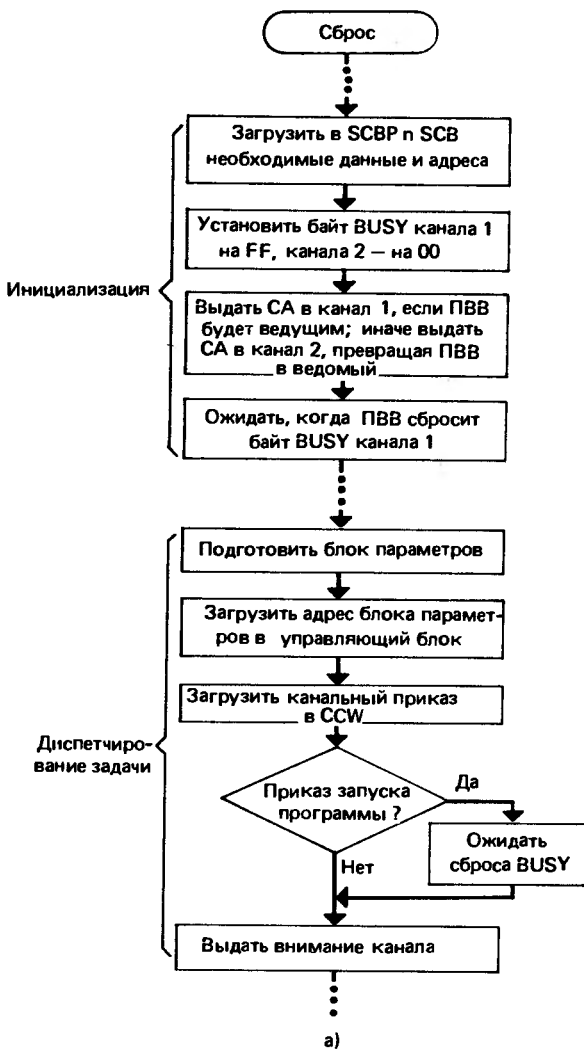 Сброс
Загрузить в SCBP п SCB
необходимые данные и адреса
Установить байт BUSY канала 1
на FF, канала 2 — на 00
Инициализация
Выдать СА в канал 1, если ПВВ
будет ведущим; иначе выдать
СА в канал 2, превращая ПВВ
в ведомый
Ожидать, когда ПВВ сбросит
байт BUSY канала 1
Подготовить блок параметров
Загрузить адрес блока парамет-
ров в управляющий блок
Загрузить канальный приказ
в CCW
Диспетчиро-
вание задачи
Приказ запуска
программы ?
Да
Ожидать
сброса BUSY
Нет
Выдать внимание канала
а)